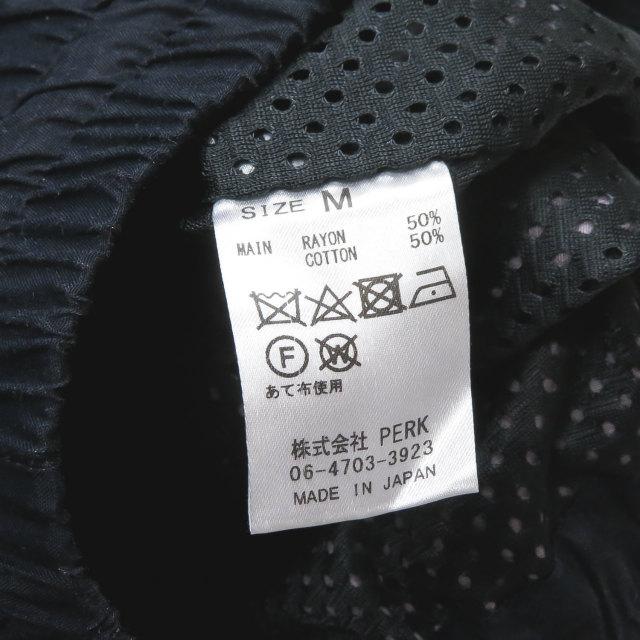 SIZE M
MAIN RAYON 50%
COTTON 50%
F W
あて布使用
株式会社 PERK
06-4703-3923
MADE IN JAPAN